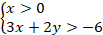 {x > 0
3x + 2y > −6